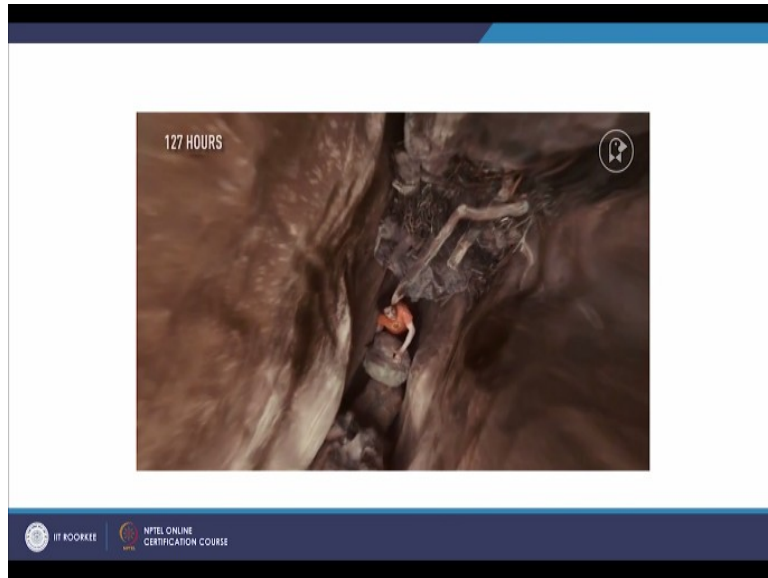 127 HOURS
IIT ROORKEE
NPTEL ONLINE
CERTIFICATION COURSE